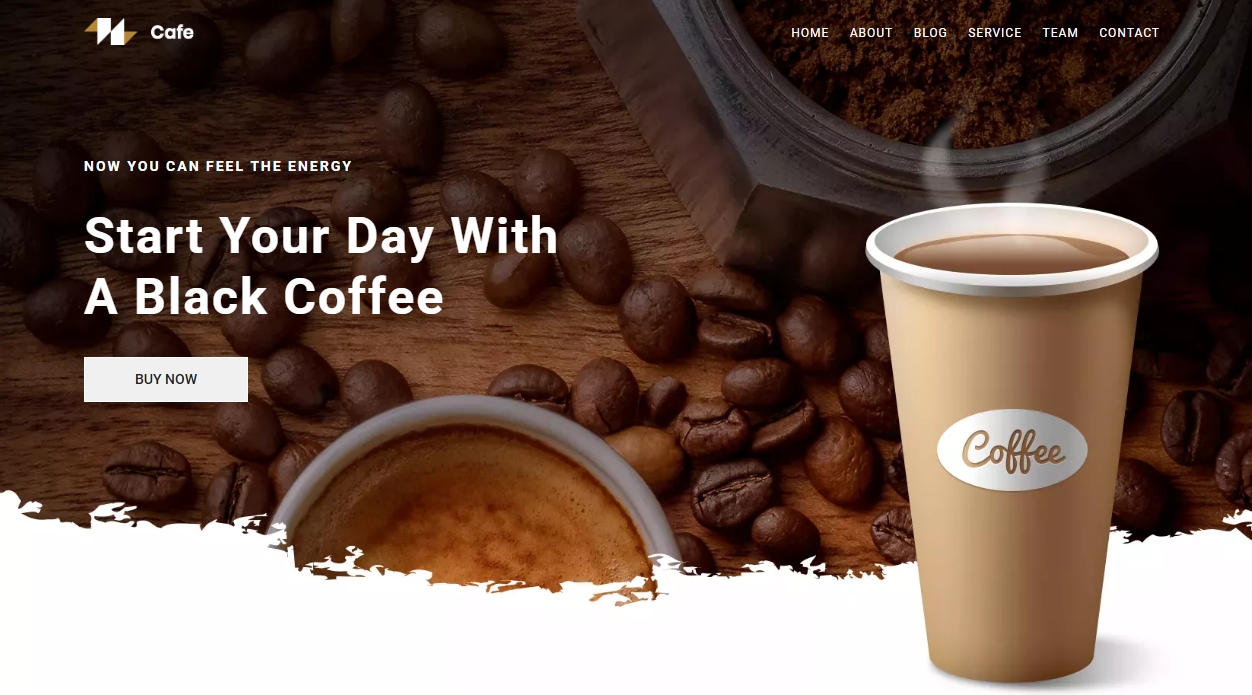 Cafe
HOME ABOUT BLOG SERVICE TEAM CONTACT
NOW YOU CAN FEEL THE ENERGY
Start Your Day With
A Black Coffee
BUY NOW
Coffee